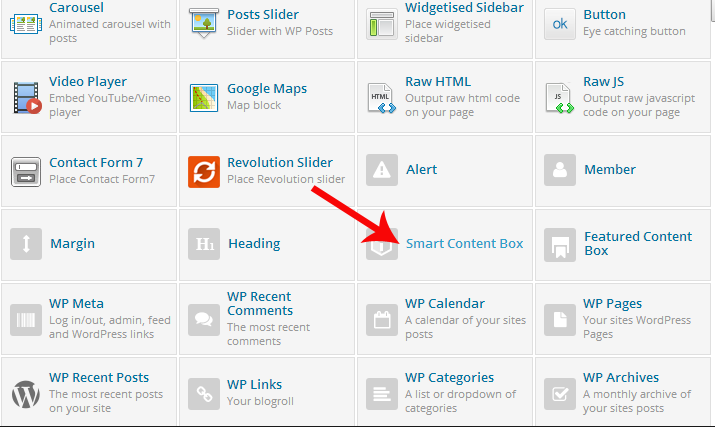 Carousel
Animated carousel with
posts
Posts Slider
Slider with WP Posts
Widgetised Sidebar
Place widgetised
sidebar
ok
Button
Eye catching button
Video Player
Embed YouTube/Vimeo
player
Google Maps
Map block
HTML
Raw HTML
Output raw html code
on your page
JS
Raw JS
Output raw javascript
code on your page
Contact Form 7
Place Contact Form7
Revolution Slider
Place Revolution slider
Alert
Member
Margin
H1
Heading
Smart Content Box
Featured Content
Box
WP Meta
Log in/out, admin, feed
and WordPress links
WP Recent
Comments
The most recent
comments
WP Calendar
A calendar of your sites
posts
WP Pages
Your sites WordPress
Pages
WP Recent Posts
The most recent posts
on your site
WP Links
Your blogroll
WP Categories
A list or dropdown of
categories
WP Archives
A monthly archive of
your sites posts